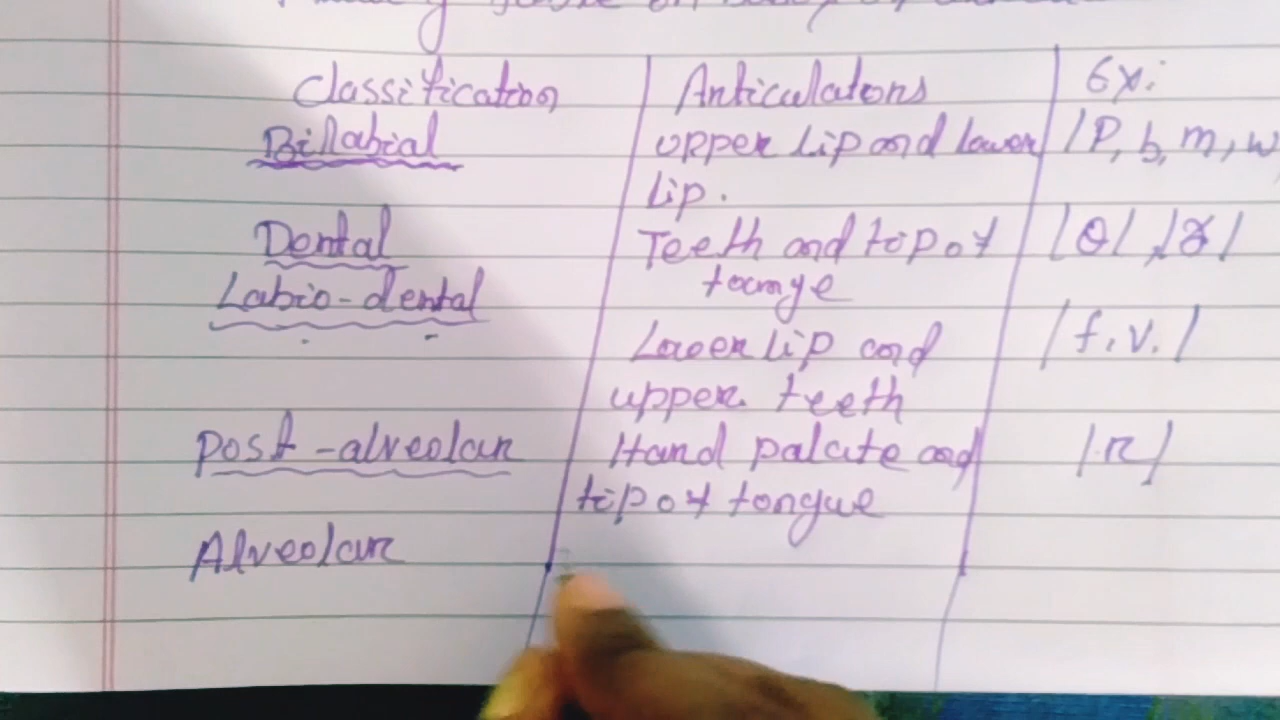 Classification Articulators Ex:
Billabial upper lip and lower /P, b, m, w
lip.
Dental Teeth and tip of /θ/, /ð/
tounge
Labio-dental
Lower lip and /f, v./
upper teeth
Post-alveolar Hard palate and /r/
tip of tongue
Alveolar